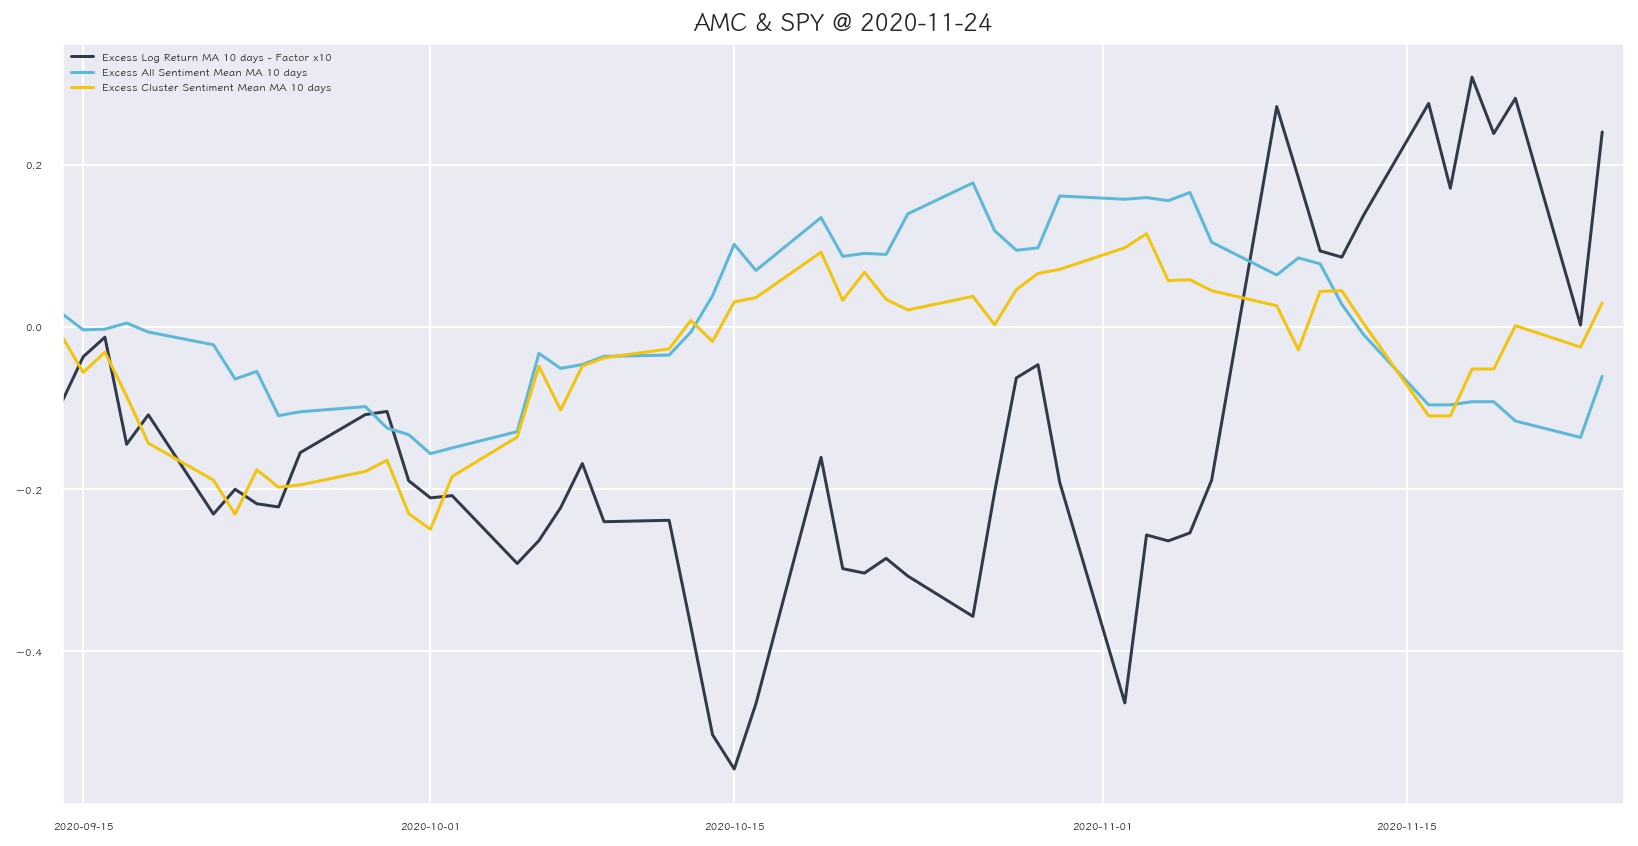 AMC & SPY @ 2020-11-24
Excess Log Return MA 10 days - Factor x10
Excess All Sentiment Mean MA 10 days
Excess Cluster Sentiment Mean MA 10 days
0.2
0.0
−0.2
−0.4
2020-09-15 2020-10-01 2020-10-15 2020-11-01 2020-11-15